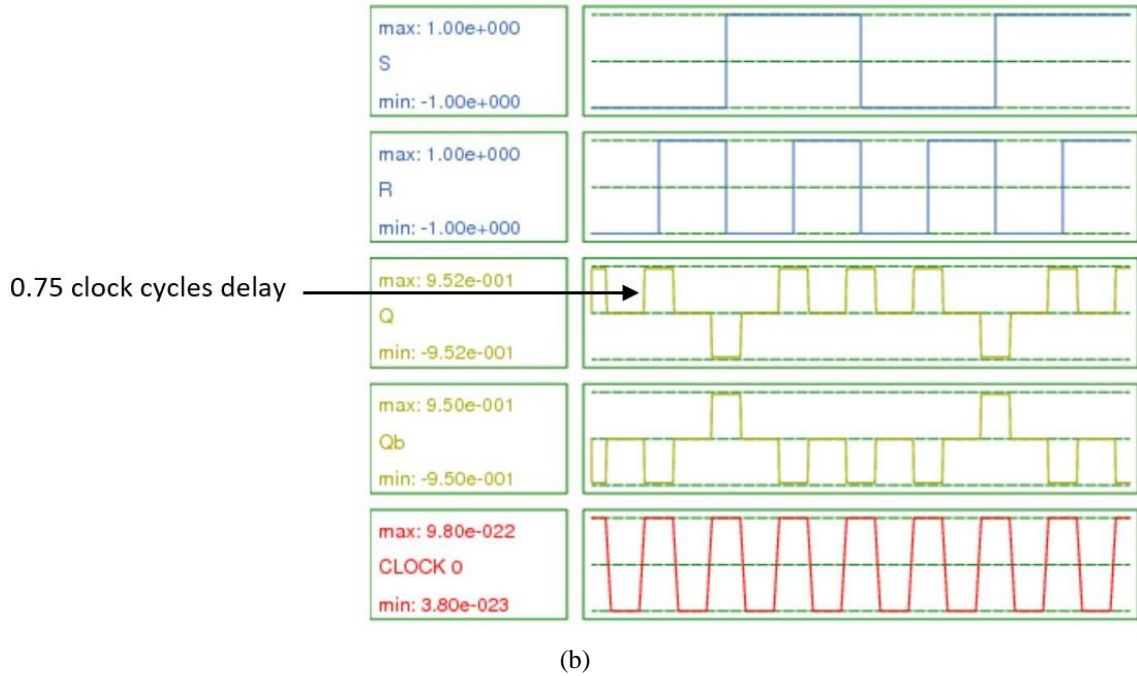 max: 1.00e+000
S
min: -1.00e+000
max: 1.00e+000
R
min: -1.00e+000
0.75 clock cycles delay
max: 9.52e-001
Q
min: -9.52e-001
max: 9.50e-001
Qb
min: -9.50e-001
max: 9.80e-022
CLOCK 0
min: 3.80e-023
(b)